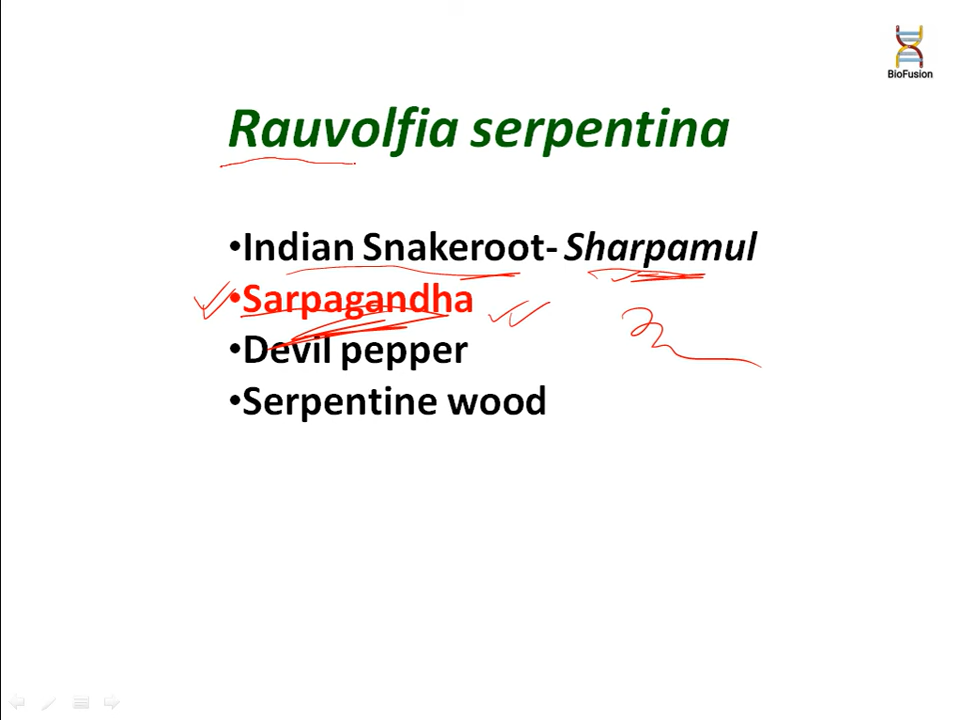 BioFusion
Rauvolfia serpentina
•Indian Snakeroot- Sharpamul
•Sarpagandha
•Devil pepper
•Serpentine wood